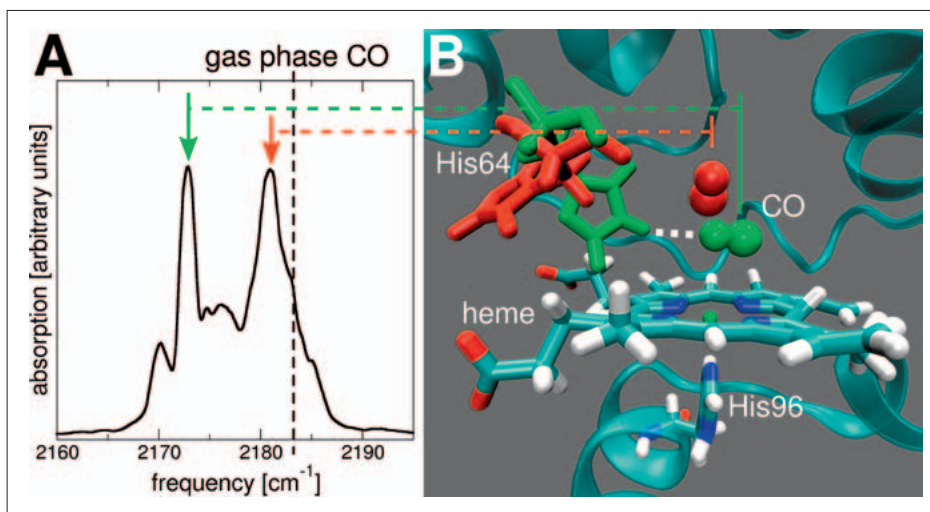 A
gas phase CO
absorption [arbitrary units]
2160 2170 2180 2190
frequency [cm⁻¹]
B
His64
CO
heme
His96